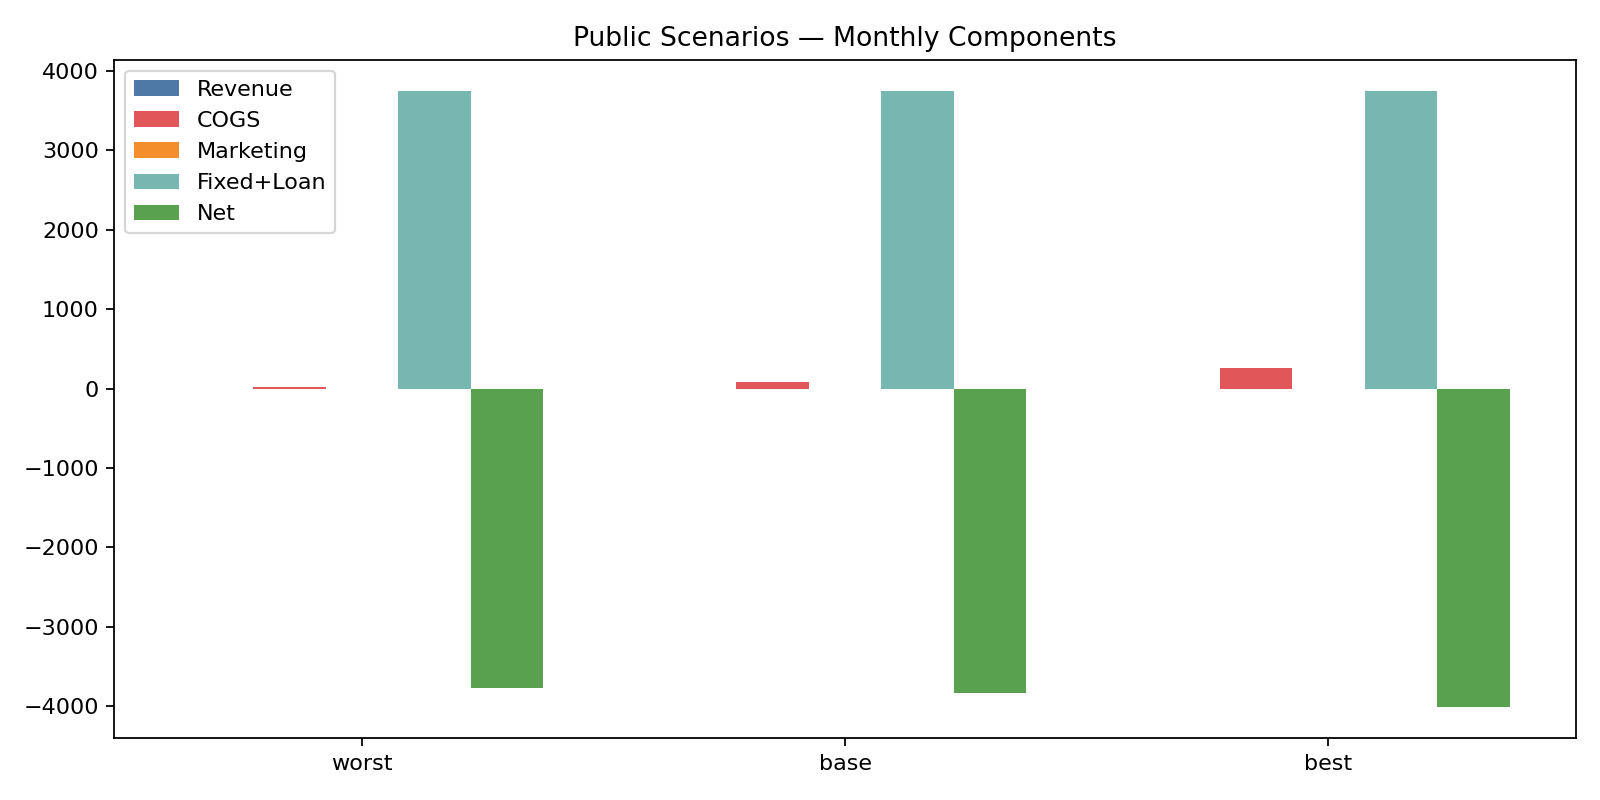 Public Scenarios — Monthly Components
4000
3000
2000
1000
0
−1000
−2000
−3000
−4000
Revenue
COGS
Marketing
Fixed+Loan
Net
worst
base
best